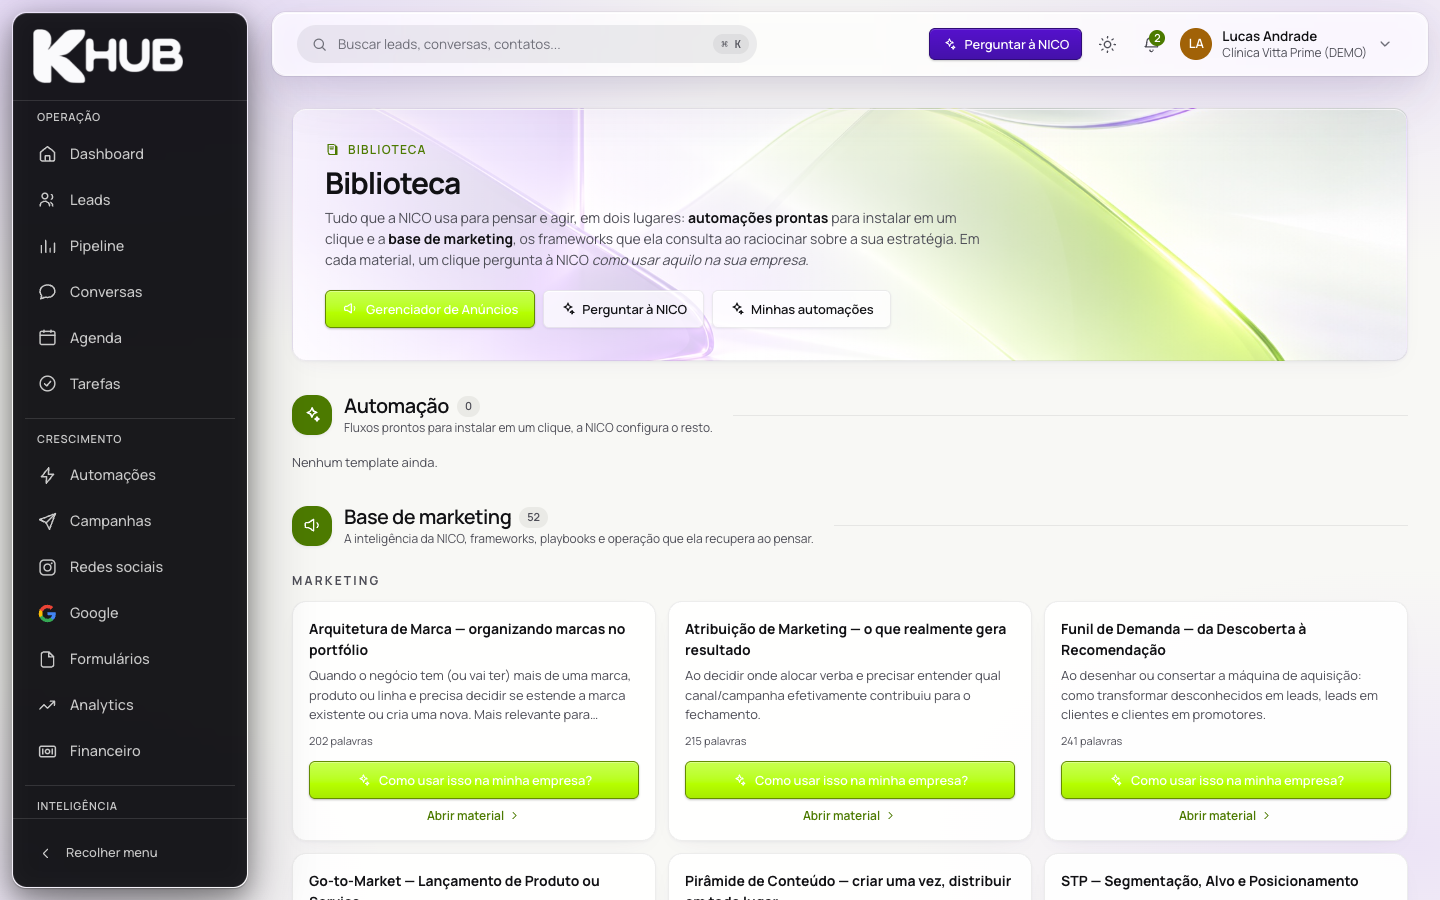 KHUB
OPERAÇÃO
Dashboard
Leads
Pipeline
Conversas
Agenda
Tarefas
CRESCIMENTO
Automações
Campanhas
Redes sociais
Google
Formulários
Analytics
Financeiro
INTELIGÊNCIA
Recolher menu
Buscar leads, conversas, contatos...
⌘ K
Perguntar à NICO
2
LA
Lucas Andrade
Clínica Vitta Prime (DEMO)
BIBLIOTECA
Biblioteca
Tudo que a NICO usa para pensar e agir, em dois lugares: automações prontas para instalar em um
clique e a base de marketing, os frameworks que ela consulta ao raciocinar sobre a sua estratégia. Em
cada material, um clique pergunta à NICO como usar aquilo na sua empresa.
Gerenciador de Anúncios
Perguntar à NICO
Minhas automações
Automação 0
Fluxos prontos para instalar em um clique, a NICO configura o resto.
Nenhum template ainda.
Base de marketing 52
A inteligência da NICO, frameworks, playbooks e operação que ela recupera ao pensar.
MARKETING
Arquitetura de Marca — organizando marcas no
portfólio
Quando o negócio tem (ou vai ter) mais de uma marca,
produto ou linha e precisa decidir se estende a marca
existente ou cria uma nova. Mais relevante para...
202 palavras
Como usar isso na minha empresa?
Abrir material
Atribuição de Marketing — o que realmente gera
resultado
Ao decidir onde alocar verba e precisar entender qual
canal/campanha efetivamente contribuiu para o
fechamento.
215 palavras
Como usar isso na minha empresa?
Abrir material
Funil de Demanda — da Descoberta à
Recomendação
Ao desenhar ou consertar a máquina de aquisição:
como transformar desconhecidos em leads, leads em
clientes e clientes em promotores.
241 palavras
Como usar isso na minha empresa?
Abrir material
Go-to-Market — Lançamento de Produto ou
Pirâmide de Conteúdo — criar uma vez, distribuir
STP — Segmentação, Alvo e Posicionamento